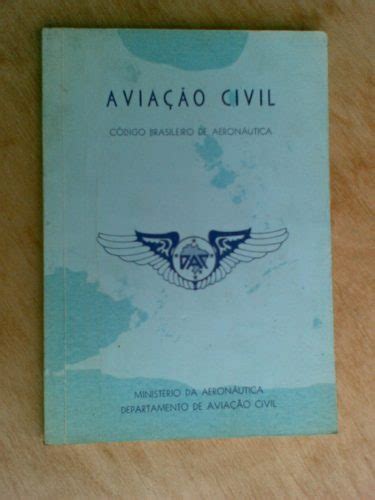 AVIAÇÃO CIVIL
CÓDIGO BRASILEIRO DE AERONÁUTICA
DAC
MINISTÉRIO DA AERONÁUTICA
DEPARTAMENTO DE AVIAÇÃO CIVIL